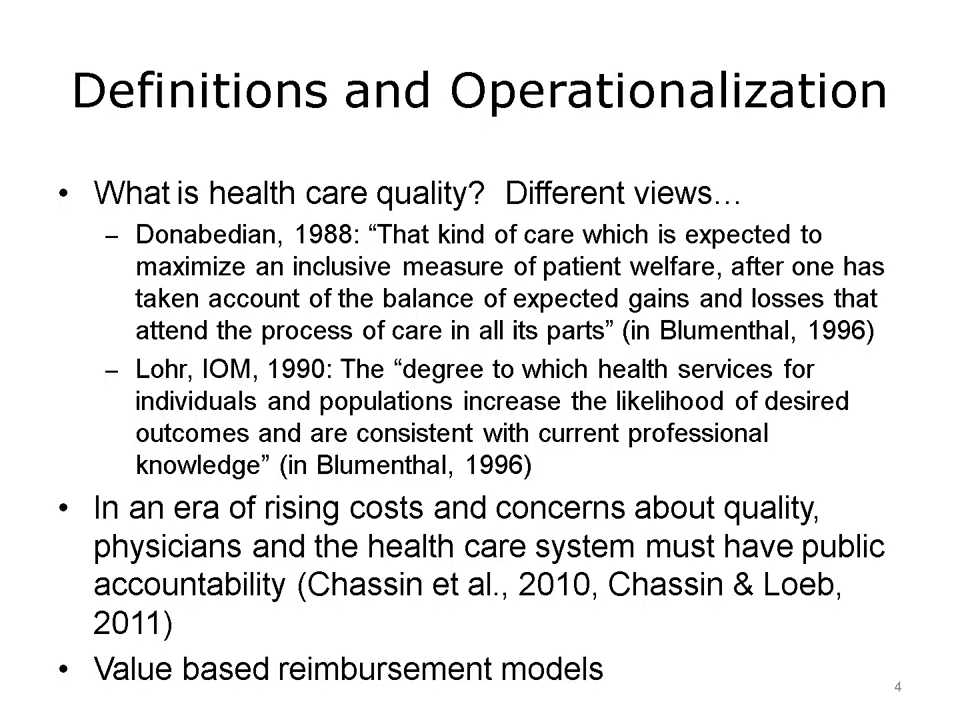 Definitions and Operationalization
• What is health care quality?  Different views…
– Donabedian, 1988: “That kind of care which is expected to
maximize an inclusive measure of patient welfare, after one has
taken account of the balance of expected gains and losses that
attend the process of care in all its parts” (in Blumenthal, 1996)
– Lohr, IOM, 1990: The “degree to which health services for
individuals and populations increase the likelihood of desired
outcomes and are consistent with current professional
knowledge” (in Blumenthal, 1996)
• In an era of rising costs and concerns about quality,
physicians and the health care system must have public
accountability (Chassin et al., 2010, Chassin & Loeb,
2011)
• Value based reimbursement models
4